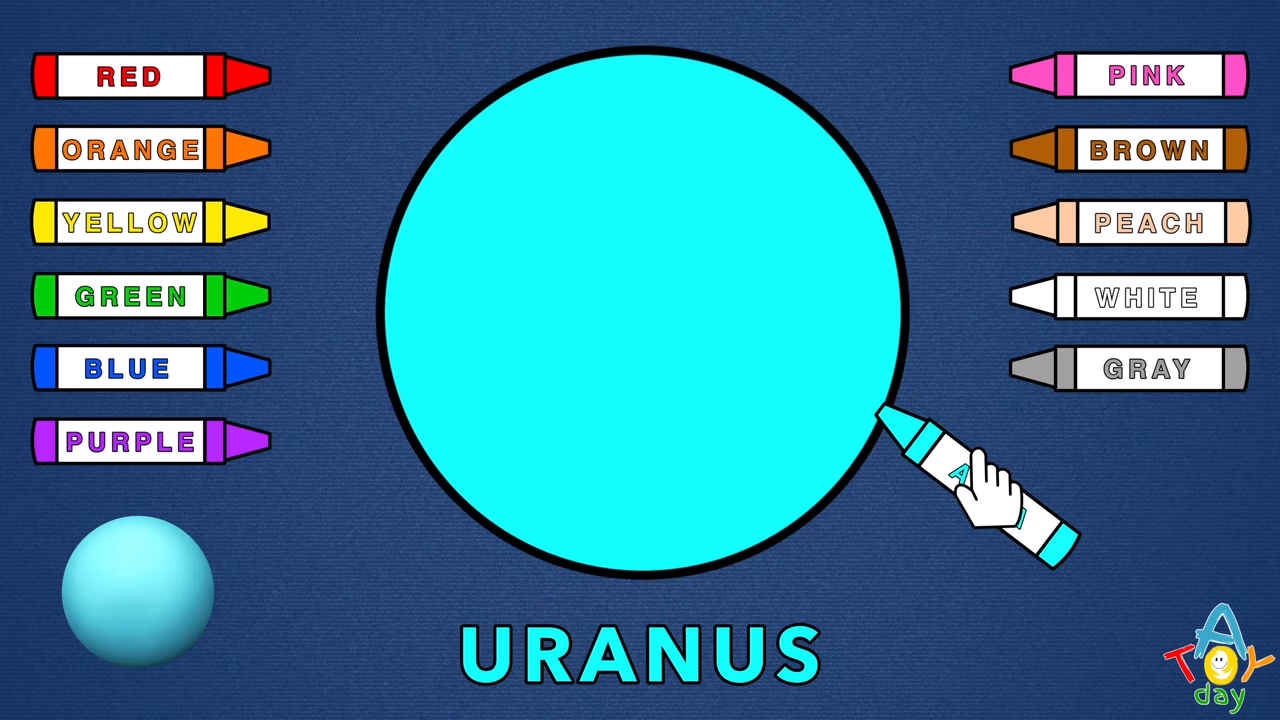 RED
ORANGE
YELLOW
GREEN
BLUE
PURPLE
PINK
BROWN
PEACH
WHITE
GRAY
URANUS
A
TOY
day